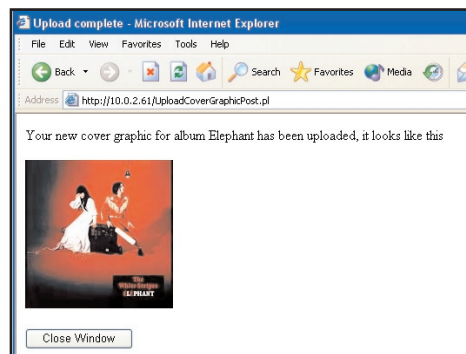 Upload complete - Microsoft Internet Explorer
File Edit View Favorites Tools Help
Back Search Favorites Media
Address http://10.0.2.61/UploadCoverGraphicPost.pl
Your new cover graphic for album Elephant has been uploaded, it looks like this
The
White Stripes
ELEPHANT
Close Window